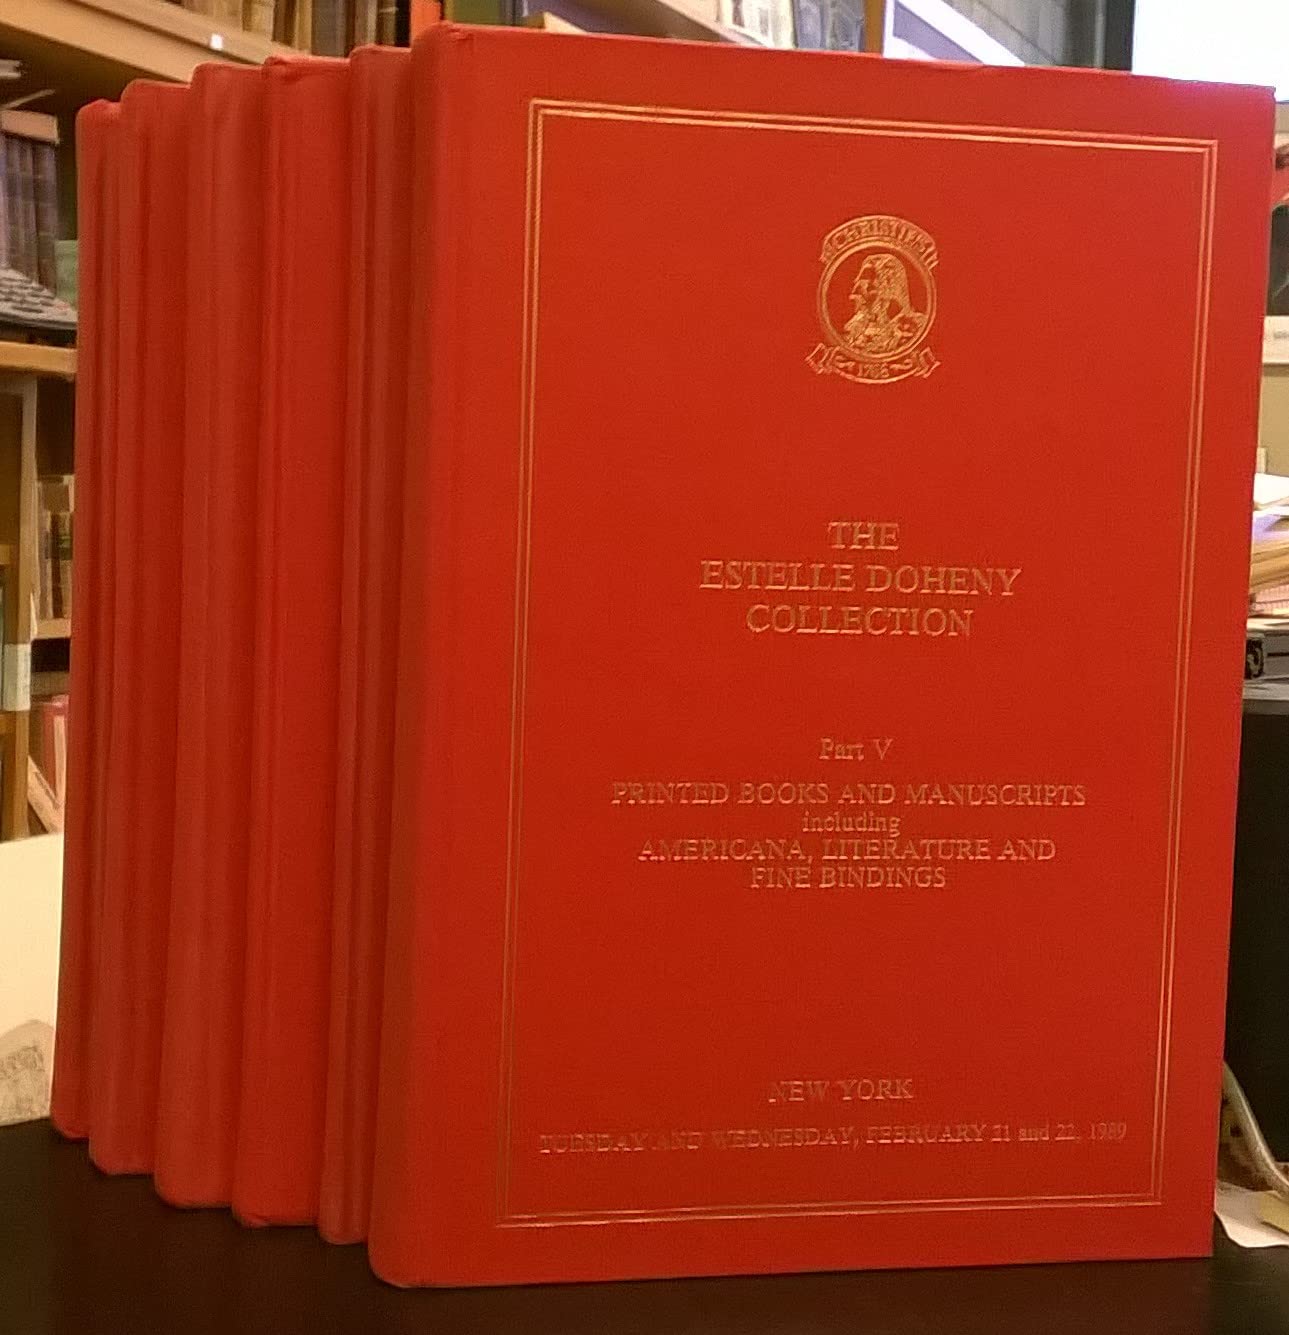 CHRISTIE'S
1766
THE
ESTELLE DOHENY
COLLECTION
Part V
PRINTED BOOKS AND MANUSCRIPTS
including
AMERICANA, LITERATURE AND
FINE BINDINGS
NEW YORK
TUESDAY AND WEDNESDAY, FEBRUARY 21 and 22, 1989